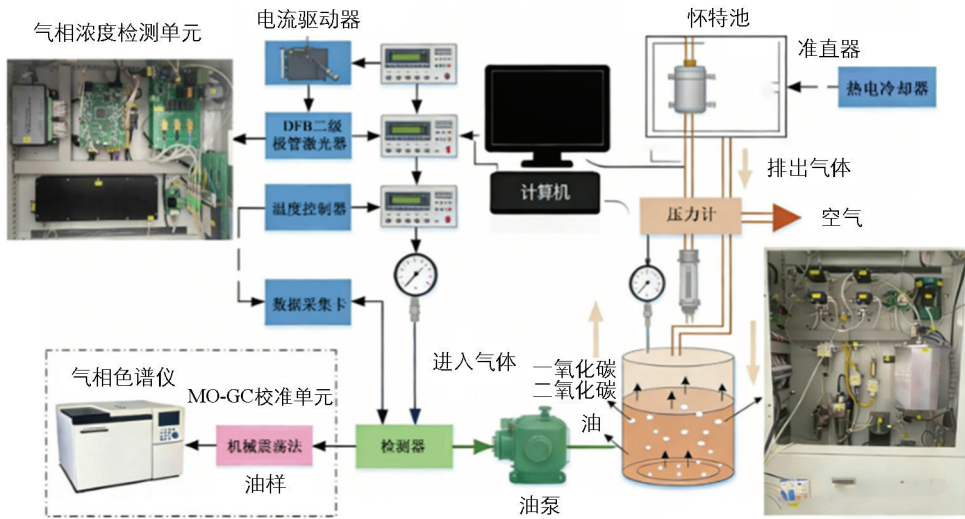 电流驱动器
怀特池
气相浓度检测单元
准直器
热电冷却器
DFB二级
极管激光器
排出气体
计算机
温度控制器
压力计
空气
数据采集卡
进入气体
一氧化碳
二氧化碳
气相色谱仪
MO-GC校准单元
油
机械震荡法
检测器
油样
油泵